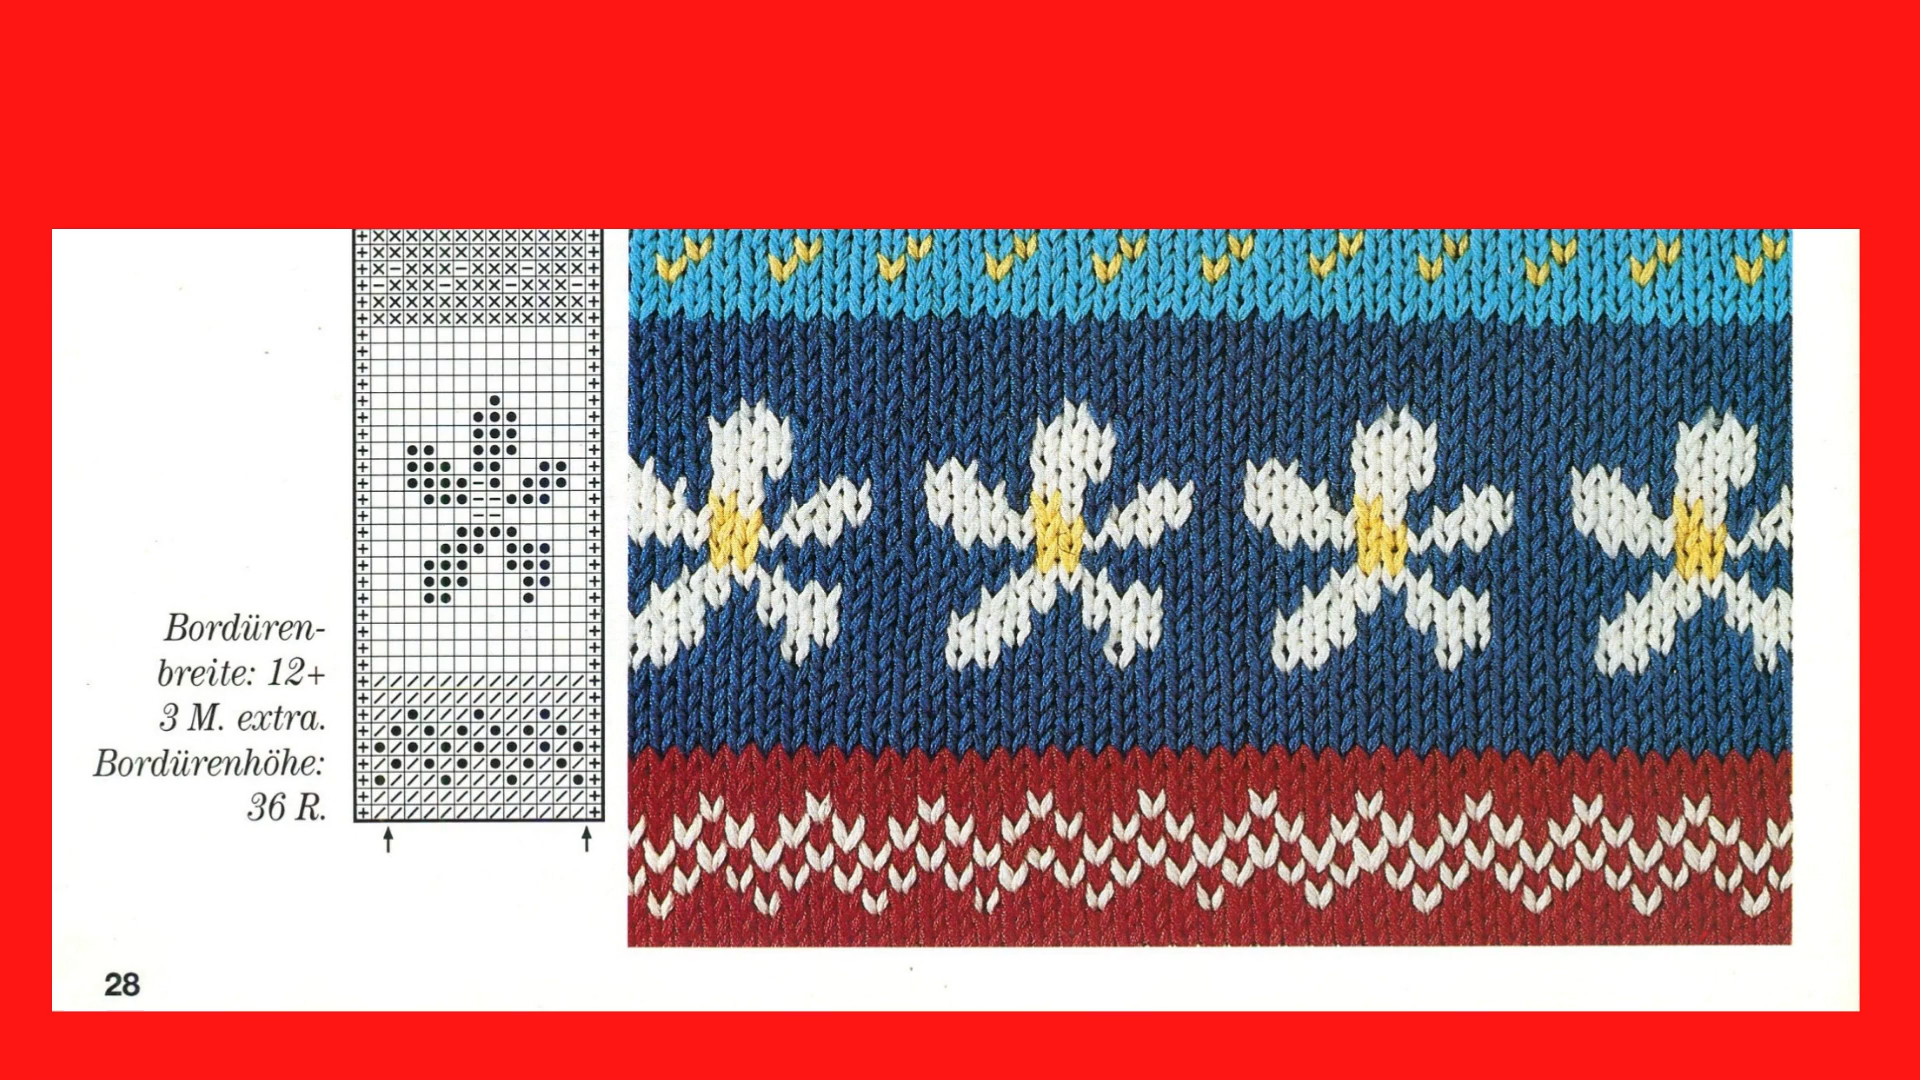 Bordüren-
breite: 12+
3 M. extra.
Bordürenhöhe:
36 R.
28